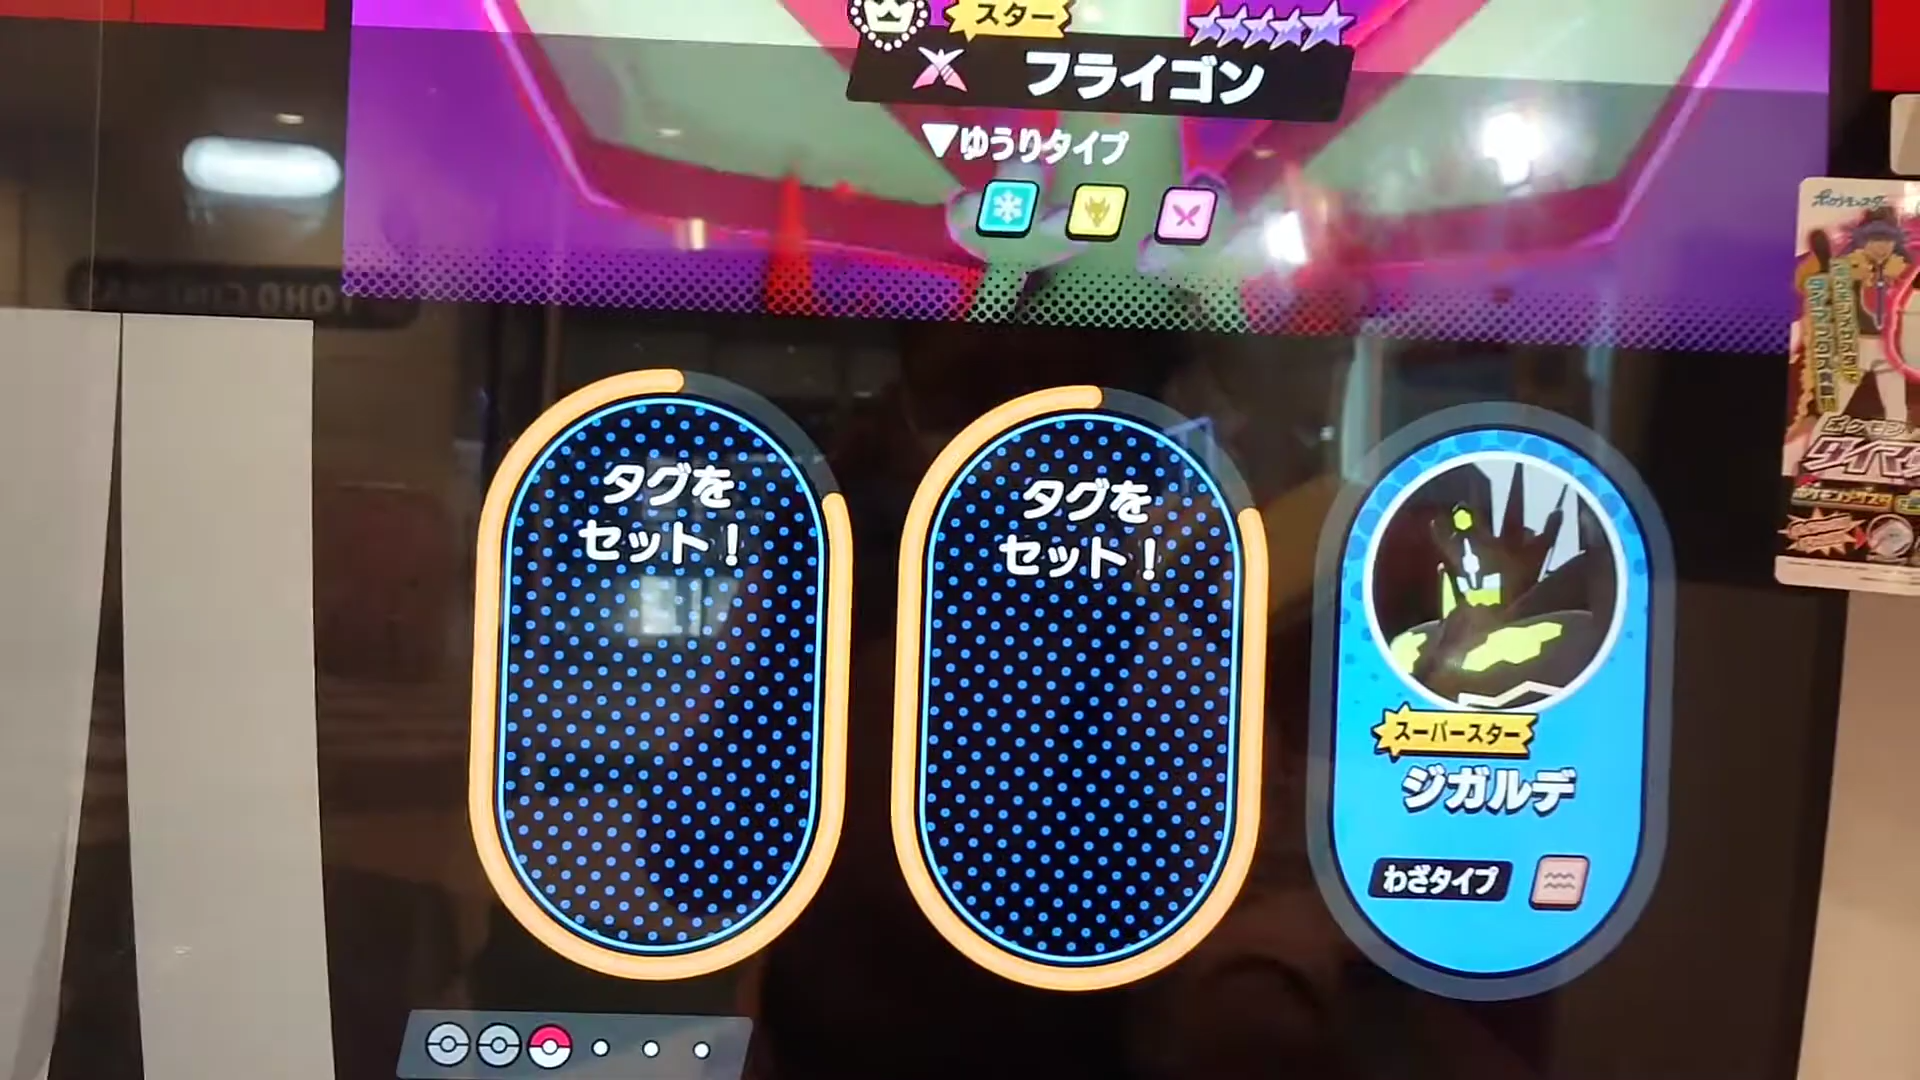 スター
フライゴン
▼ゆうりタイプ
タグを
セット！
タグを
セット！
スーパースター
ジガルデ
わざタイプ
TOHO CINEMAS